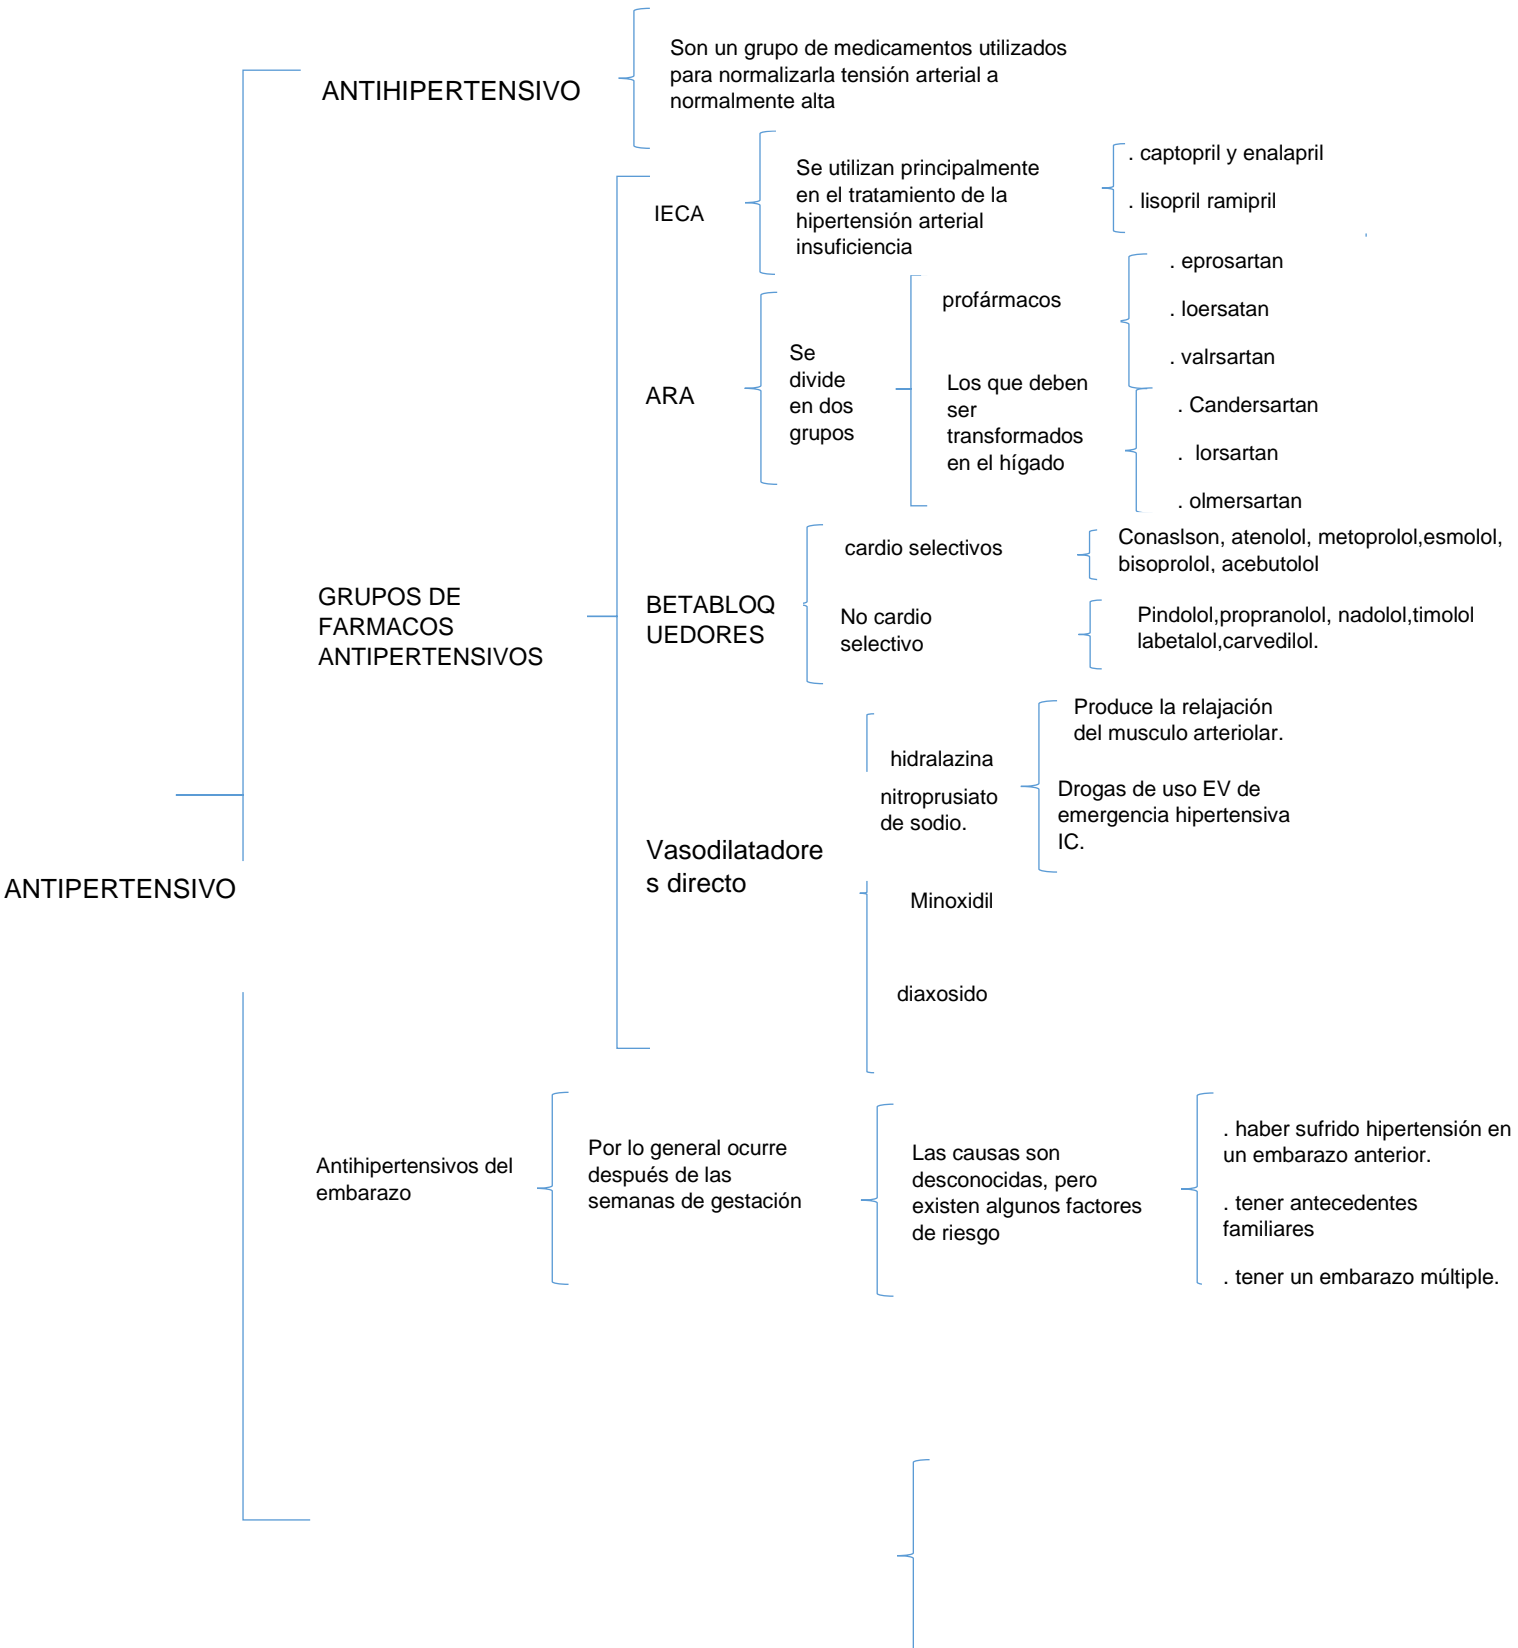 ANTIPERTENSIVO
ANTIHIPERTENSIVO
Son un grupo de medicamentos utilizados
para normalizarla tensión arterial a
normalmente alta
GRUPOS DE
FARMACOS
ANTIPERTENSIVOS
IECA
Se utilizan principalmente
en el tratamiento de la
hipertensión arterial
insuficiencia
. captopril y enalapril
. lisopril ramipril
ARA
Se
divide
en dos
grupos
profármacos
. eprosartan
. loersatan
. valrsartan
Los que deben
ser
transformados
en el hígado
. Candersartan
. lorsartan
. olmersartan
BETABLOQ
UEDORES
cardio selectivos
Conaslson, atenolol, metoprolol,esmolol,
bisoprolol, acebutolol
No cardio
selectivo
Pindolol,propranolol, nadolol,timolol
labetalol,carvedilol.
Vasodilatadore
s directo
hidralazina
nitroprusiato
de sodio.
Produce la relajación
del musculo arteriolar.
Drogas de uso EV de
emergencia hipertensiva
IC.
Minoxidil
diaxosido
Antihipertensivos del
embarazo
Por lo general ocurre
después de las
semanas de gestación
Las causas son
desconocidas, pero
existen algunos factores
de riesgo
. haber sufrido hipertensión en
un embarazo anterior.
. tener antecedentes
familiares
. tener un embarazo múltiple.